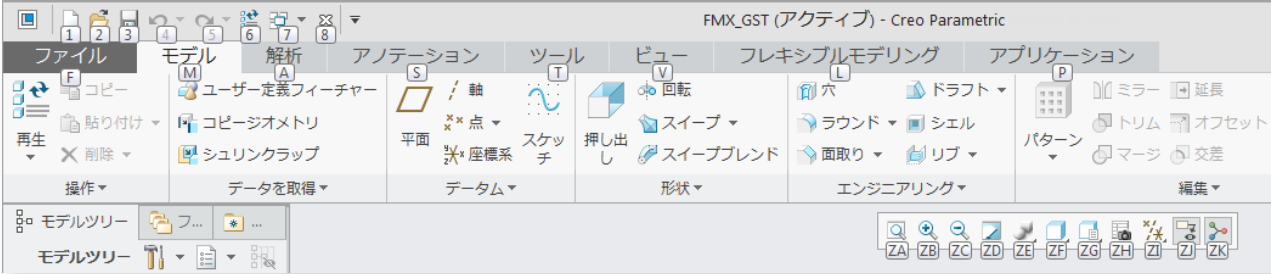 FMX_GST (アクティブ) - Creo Parametric
1 2 3 4 5 6 7 8
ファイル モデル 解析 アノテーション ツール ビュー フレキシブルモデリング アプリケーション
F M A S T V L P
コピー ユーザー定義フィーチャー 軸 回転 穴 ドラフト ミラー 延長
貼り付け コピージオメトリ 点 スイープ ラウンド シェル トリム オフセット
再生 平面 スケッチ 押し出し パターン
削除 シュリンクラップ 座標系 スイープブレンド 面取り リブ マージ 交差
操作 データを取得 データム 形状 エンジニアリング 編集
モデルツリー フ... ...
モデルツリー
ZA ZB ZC ZD ZE ZF ZG ZH ZI ZJ ZK